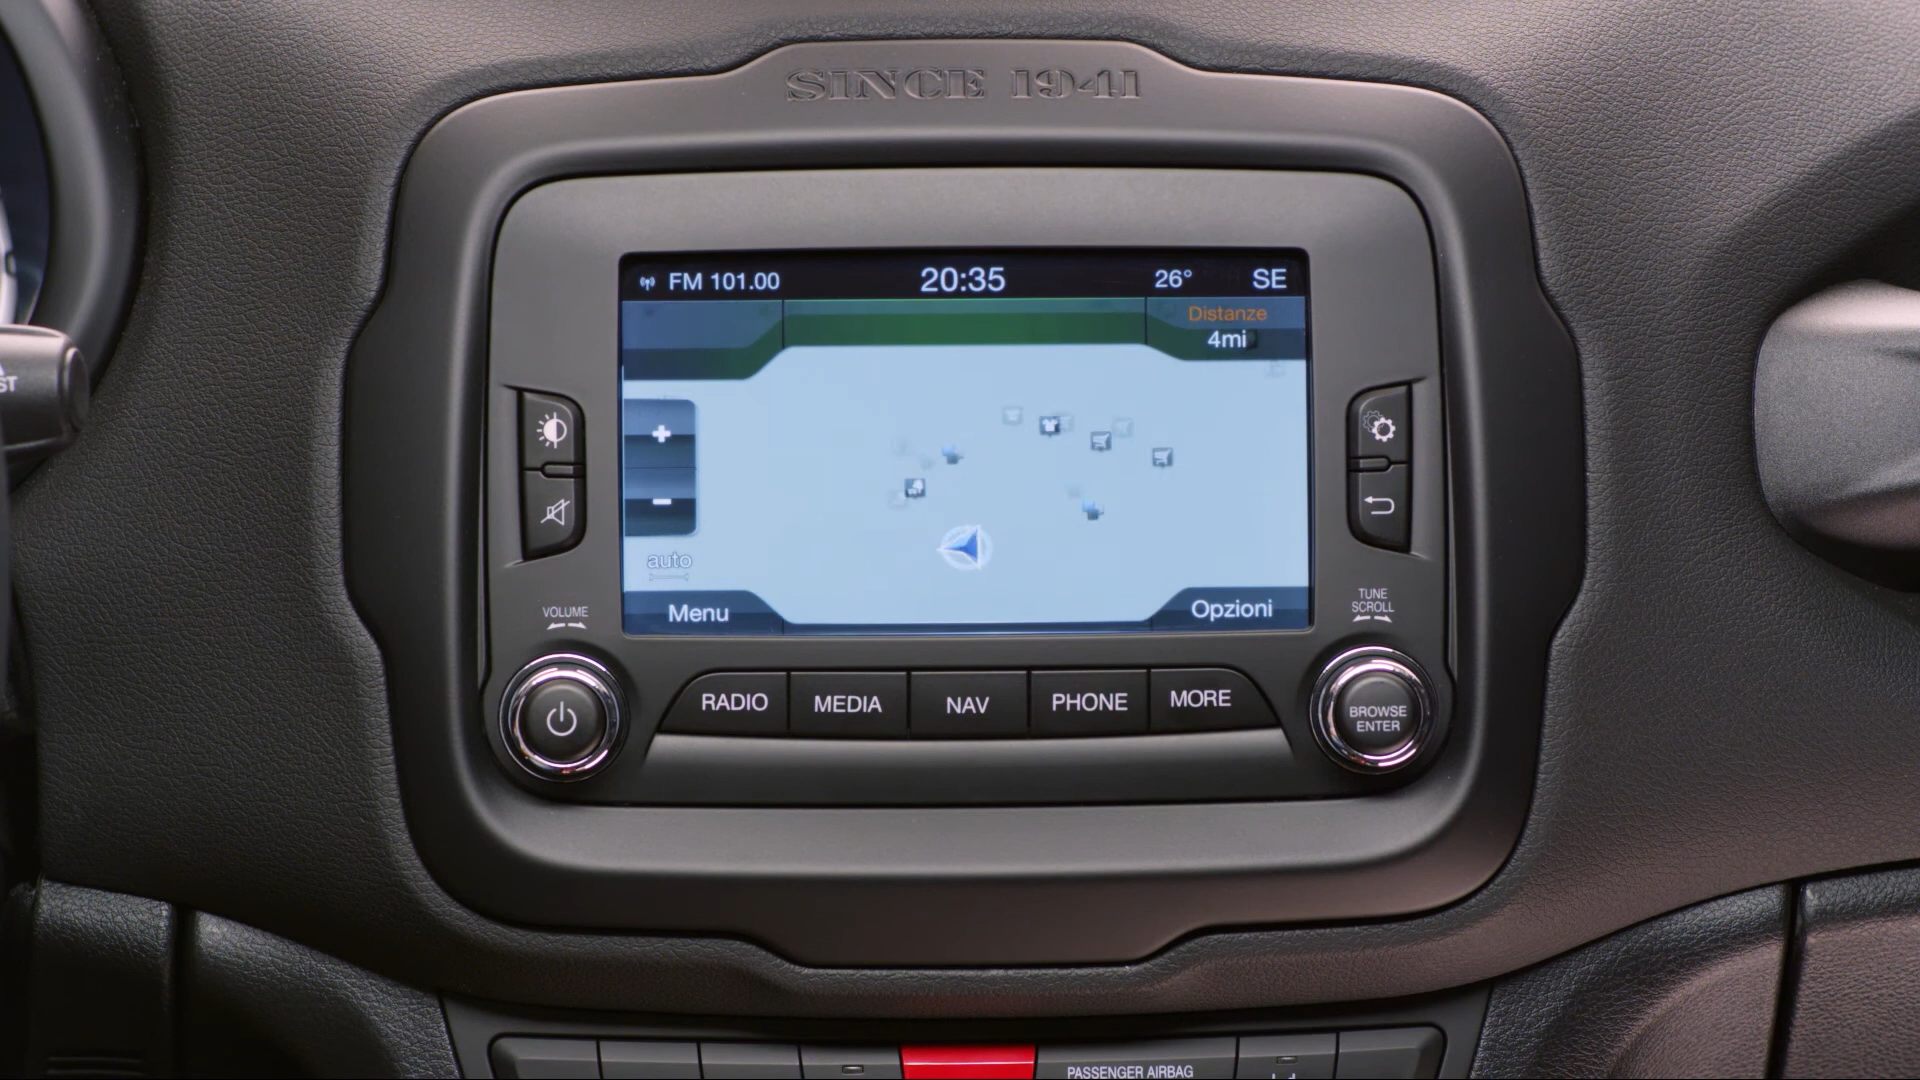 SINCE 1941
FM 101.00
20:35
26°
SE
Distanze
4mi
auto
Menu
Opzioni
VOLUME
TUNE
SCROLL
RADIO
MEDIA
NAV
PHONE
MORE
BROWSE
ENTER
PASSENGER AIRBAG